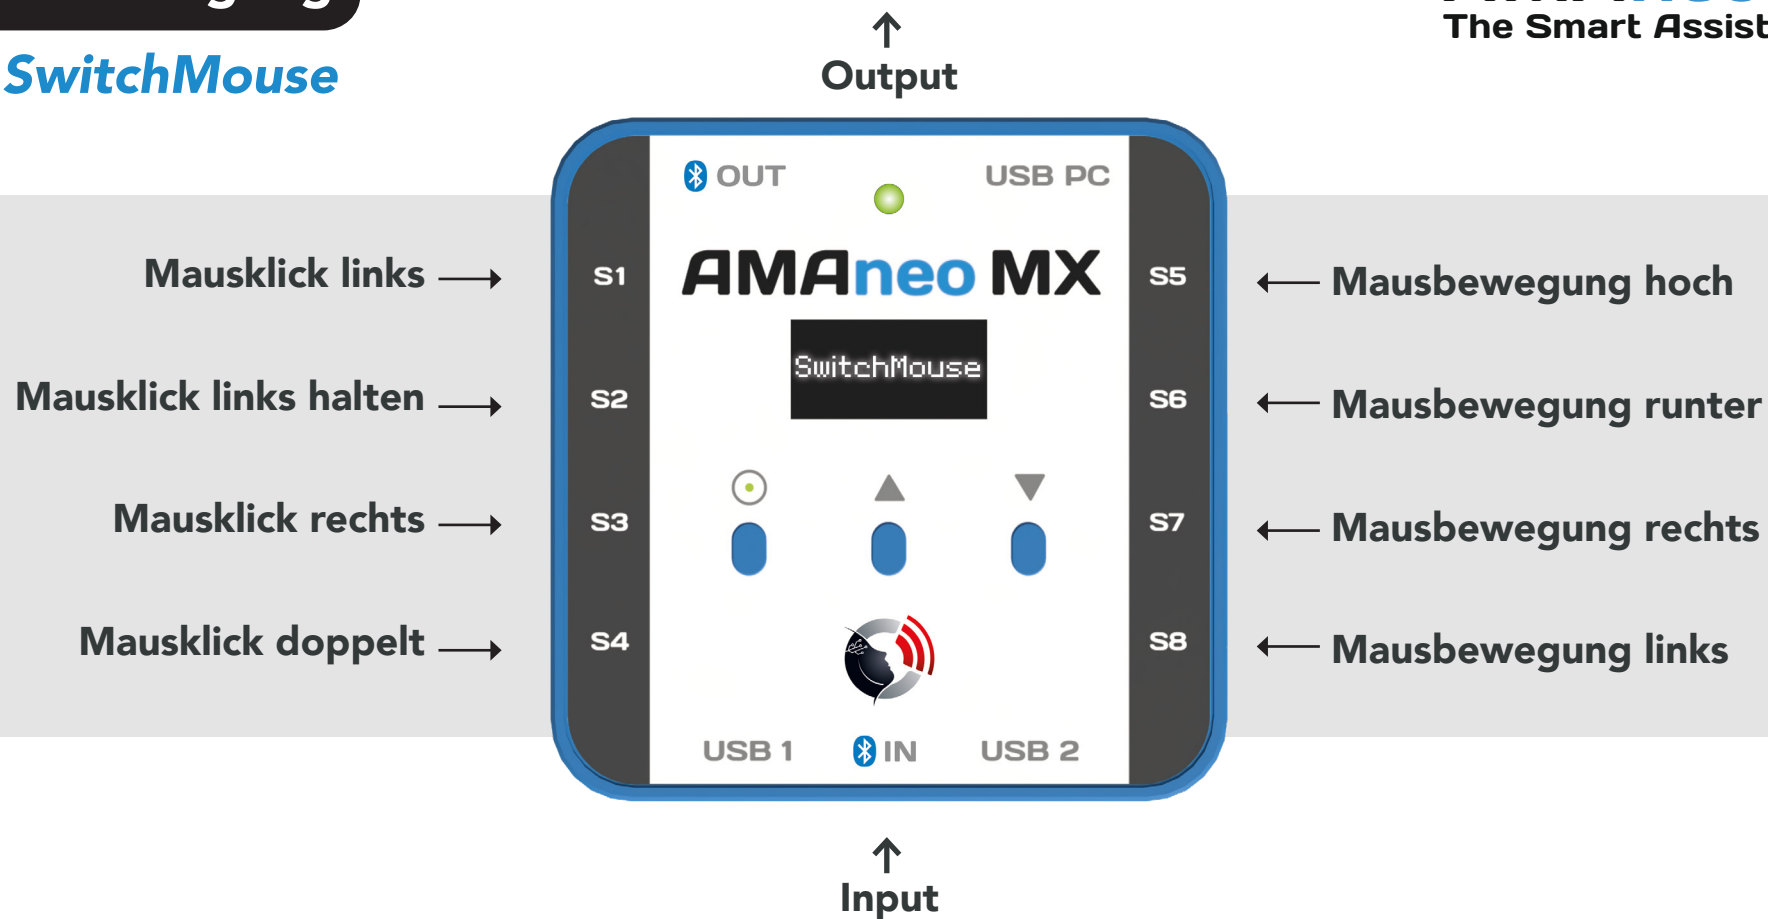 SwitchMouse
The Smart Assist
Output
OUT
USB PC
AMAneo MX
SwitchMouse
Mausklick links
S1
S5
Mausbewegung hoch
Mausklick links halten
S2
S6
Mausbewegung runter
Mausklick rechts
S3
S7
Mausbewegung rechts
Mausklick doppelt
S4
S8
Mausbewegung links
USB 1
IN
USB 2
Input